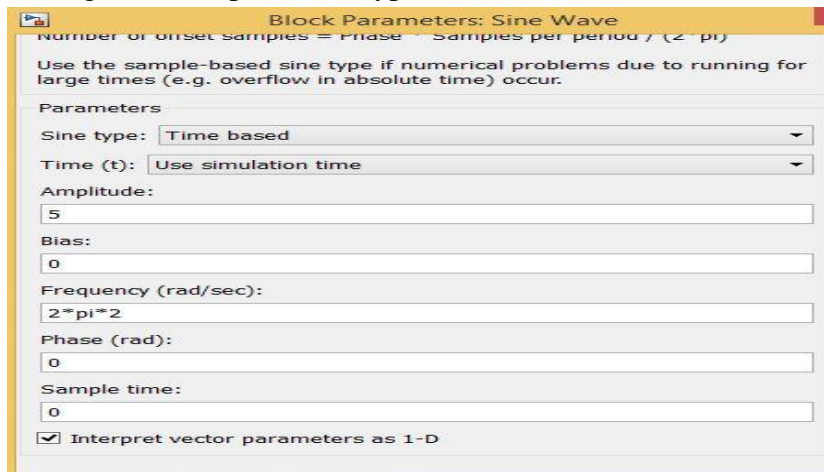 Block Parameters: Sine Wave
Number of offset samples = Phase * Samples per period / (2*pi)
Use the sample-based sine type if numerical problems due to running for
large times (e.g. overflow in absolute time) occur.
Parameters
Sine type: Time based
Time (t): Use simulation time
Amplitude:
5
Bias:
0
Frequency (rad/sec):
2*pi*2
Phase (rad):
0
Sample time:
0
Interpret vector parameters as 1-D